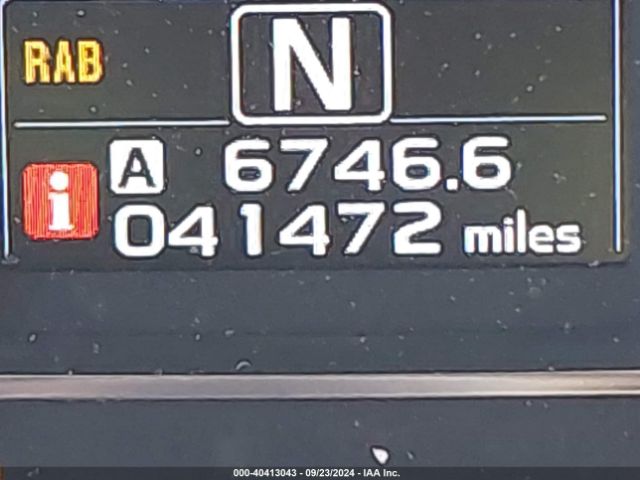 RAB
N
A 6746.6
i 041472 miles
000-40413043 - 09/23/2024 - IAA Inc.